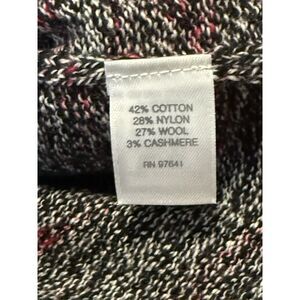 42% COTTON
28% NYLON
27% WOOL
3% CASHMERE
RN 97641